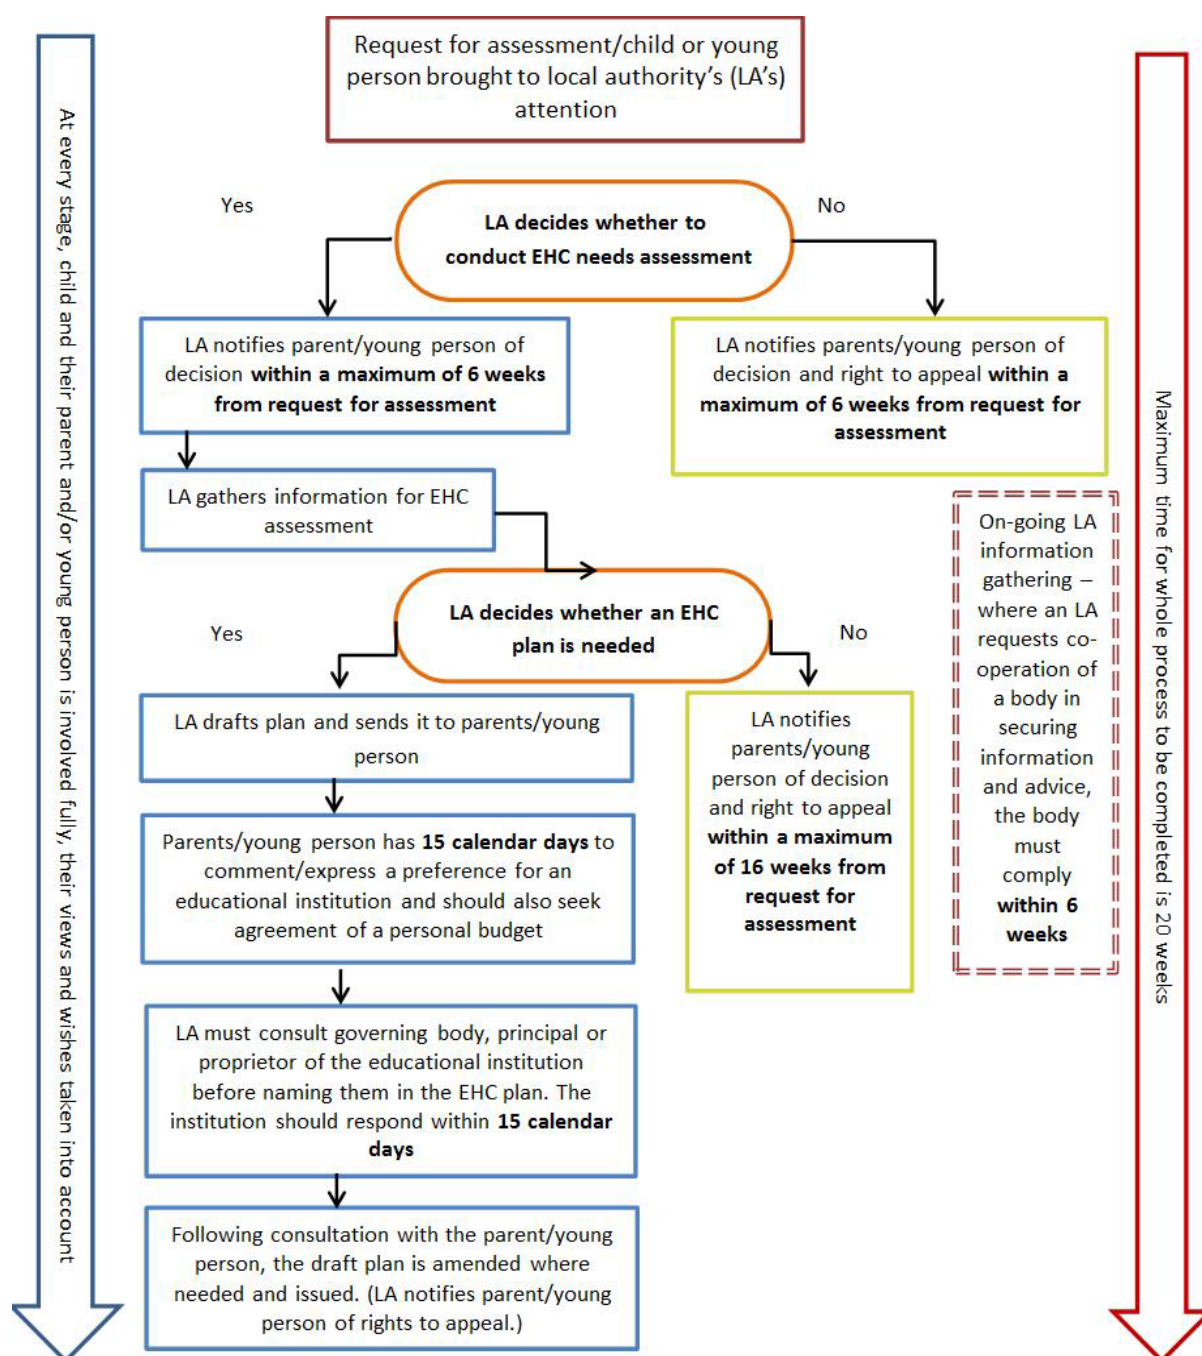 Request for assessment/child or young
person brought to local authority's (LA's)
attention
Yes
No
LA decides whether to
conduct EHC needs assessment
LA notifies parent/young person of
decision within a maximum of 6 weeks
from request for assessment
LA notifies parents/young person of
decision and right to appeal within a
maximum of 6 weeks from request for
assessment
LA gathers information for EHC
assessment
On-going LA
information
gathering –
where an LA
requests co-
operation of
a body in
securing
information
and advice,
the body
must
comply
within 6
weeks
LA decides whether an EHC
plan is needed
Yes
No
LA drafts plan and sends it to parents/young
person
LA notifies
parents/young
person of decision
and right to appeal
within a maximum
of 16 weeks from
request for
assessment
Parents/young person has 15 calendar days to
comment/express a preference for an
educational institution and should also seek
agreement of a personal budget
LA must consult governing body, principal or
proprietor of the educational institution
before naming them in the EHC plan. The
institution should respond within 15 calendar
days
Following consultation with the parent/young
person, the draft plan is amended where
needed and issued. (LA notifies parent/young
person of rights to appeal.)
At every stage, child and their parent and/or young person is involved fully, their views and wishes taken into account
Maximum time for whole process to be completed is 20 weeks